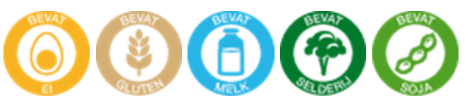 BEVAT
EI
BEVAT
GLUTEN
BEVAT
MELK
BEVAT
SELDERIJ
BEVAT
SOJA